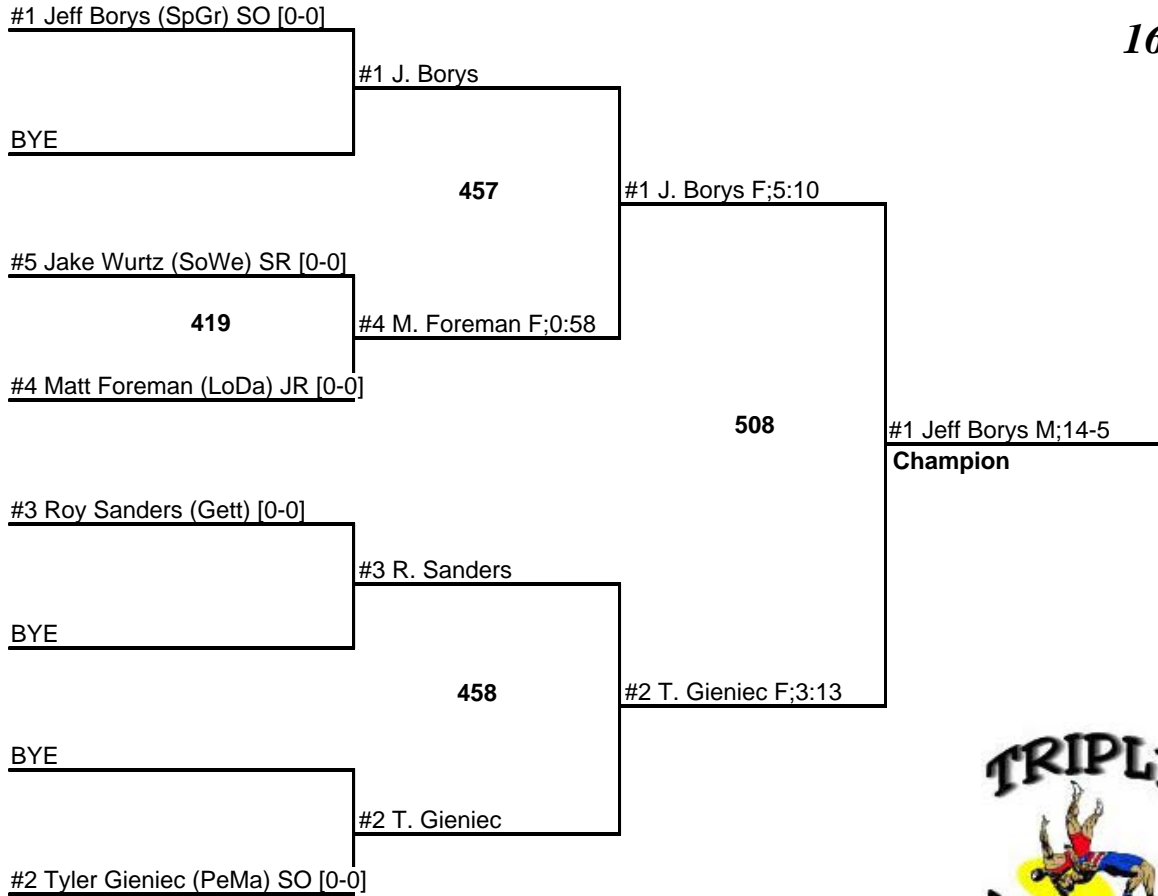 #1 Jeff Borys (SpGr) SO [0-0]
16
#1 J. Borys
BYE
457
#1 J. Borys F;5:10
#5 Jake Wurtz (SoWe) SR [0-0]
419
#4 M. Foreman F;0:58
#4 Matt Foreman (LoDa) JR [0-0]
508
#1 Jeff Borys M;14-5
Champion
#3 Roy Sanders (Gett) [0-0]
#3 R. Sanders
BYE
458
#2 T. Gieniec F;3:13
BYE
#2 T. Gieniec
#2 Tyler Gieniec (PeMa) SO [0-0]